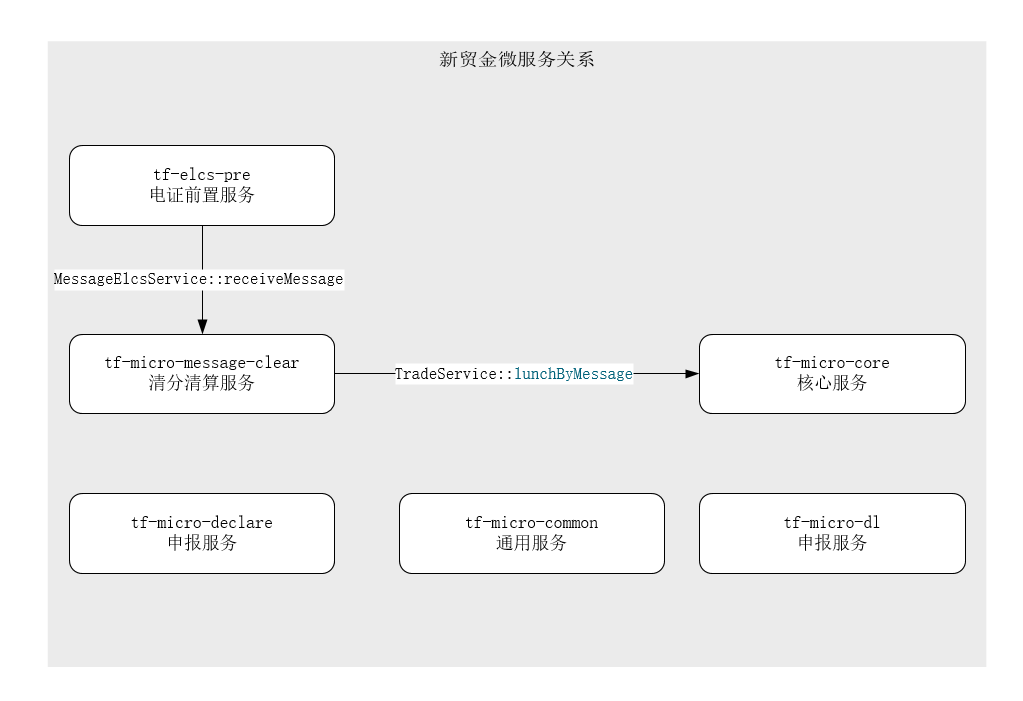 新贸金微服务关系
tf-elcs-pre
电证前置服务
MessageElcsService::receiveMessage
tf-micro-message-clear
清分清算服务
TradeService::lunchByMessage
tf-micro-core
核心服务
tf-micro-declare
申报服务
tf-micro-common
通用服务
tf-micro-dl
申报服务